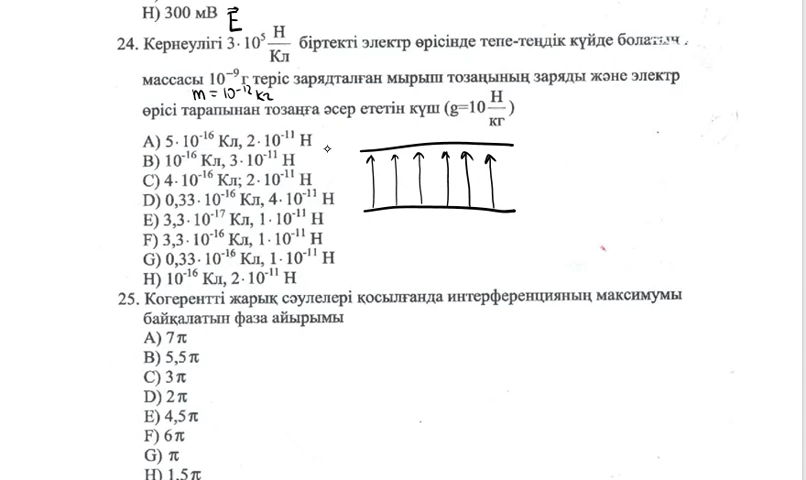 H) 300 мВ E⃗
24. Кернеулігі 3·10⁵ Н/Кл біртекті электр өрісінде тепе-теңдік күйде
массасы 10⁻⁹г теріс зарядталған мырыш тозаңының заряды және электр
m = 10⁻¹² кг
өрісі тарапынан тозаңға әсер ететін күш (g=10 Н/кг)
A) 5·10⁻¹⁶ Кл, 2·10⁻¹¹ Н
B) 10⁻¹⁶ Кл, 3·10⁻¹¹ Н
C) 4·10⁻¹⁶ Кл; 2·10⁻¹¹ Н
D) 0,33·10⁻¹⁶ Кл, 4·10⁻¹¹ Н
E) 3,3·10⁻¹⁷ Кл, 1·10⁻¹¹ Н
F) 3,3·10⁻¹⁶ Кл, 1·10⁻¹¹ Н
G) 0,33·10⁻¹⁶ Кл, 1·10⁻¹¹ Н
H) 10⁻¹⁶ Кл, 2·10⁻¹¹ Н
25. Когерентті жарық сәулелері қосылғанда интерференцияның максимумы
байқалатын фаза айырымы
A) 7π
B) 5,5π
C) 3π
D) 2π
E) 4,5π
F) 6π
G) π
H) 1,5π